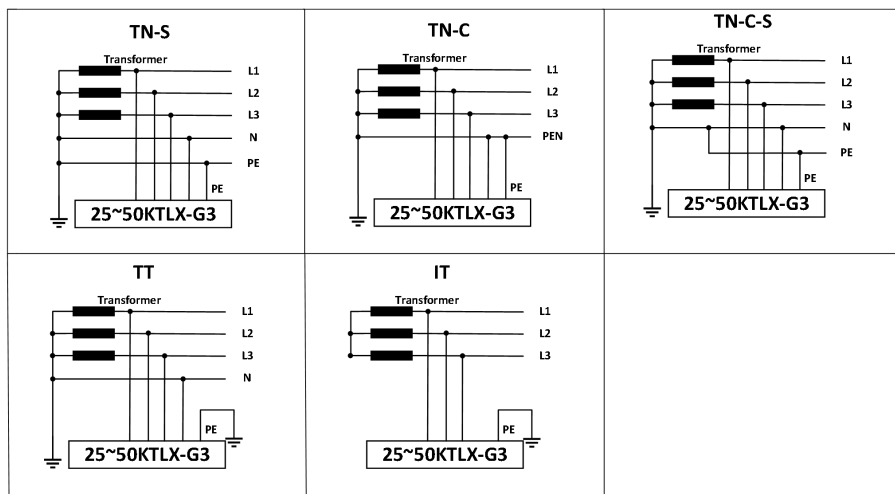 TN-S
Transformer
L1
L2
L3
N
PE
PE
25~50KTLX-G3
TN-C
Transformer
L1
L2
L3
PEN
PE
25~50KTLX-G3
TN-C-S
Transformer
L1
L2
L3
N
PE
PE
25~50KTLX-G3
TT
Transformer
L1
L2
L3
N
PE
25~50KTLX-G3
IT
Transformer
L1
L2
L3
PE
25~50KTLX-G3